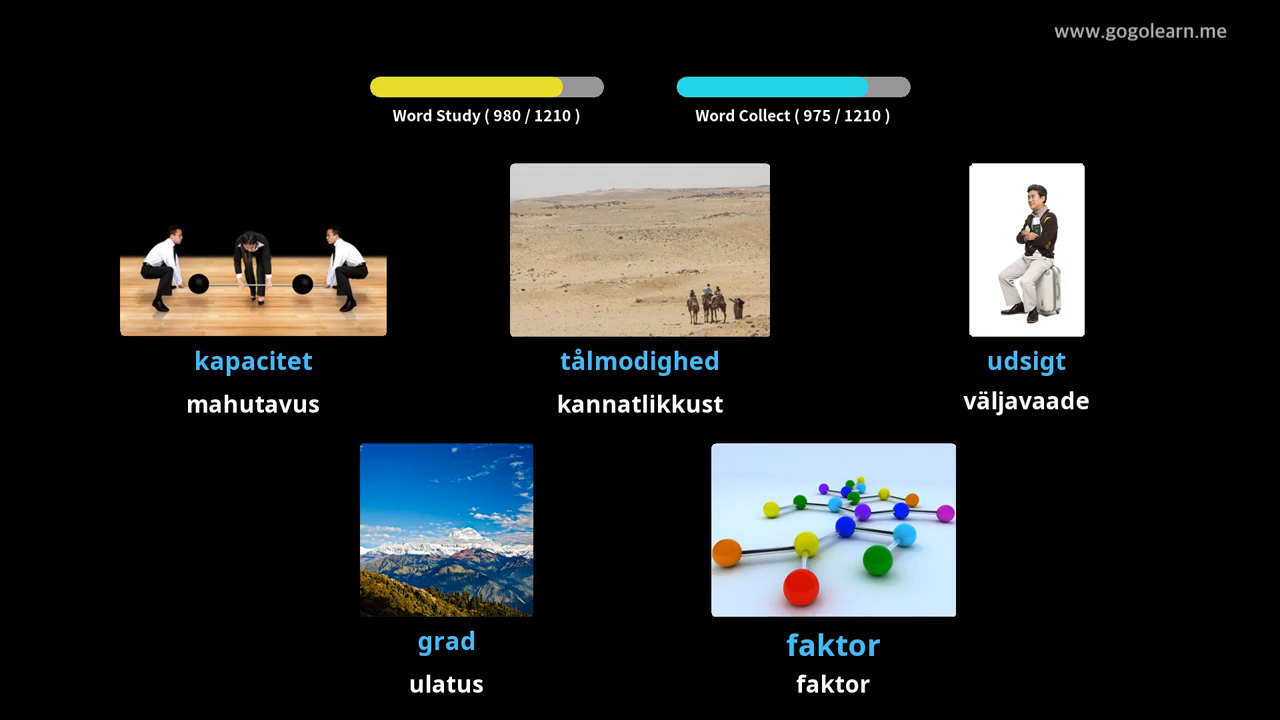 www.gogolearn.me
Word Study ( 980 / 1210 )
Word Collect ( 975 / 1210 )
kapacitet
mahutavus
tålmodighed
kannatlikkust
udsigt
väljavaade
grad
ulatus
faktor
faktor